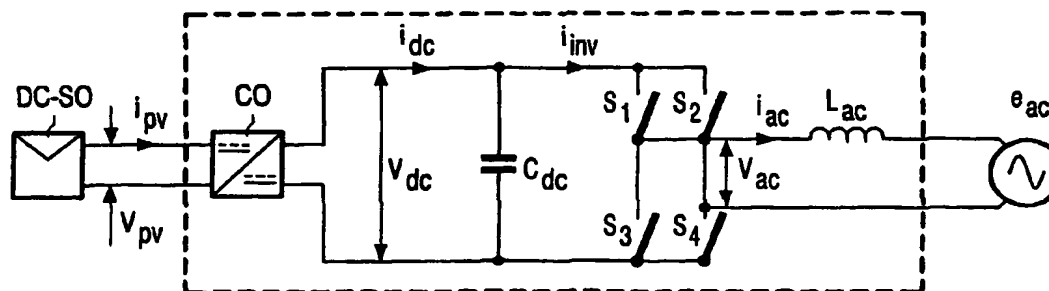 DC-SO
i_pv
V_pv
CO
i_dc
V_dc
C_dc
i_inv
S_1
S_2
S_3
S_4
i_ac
V_ac
L_ac
e_ac